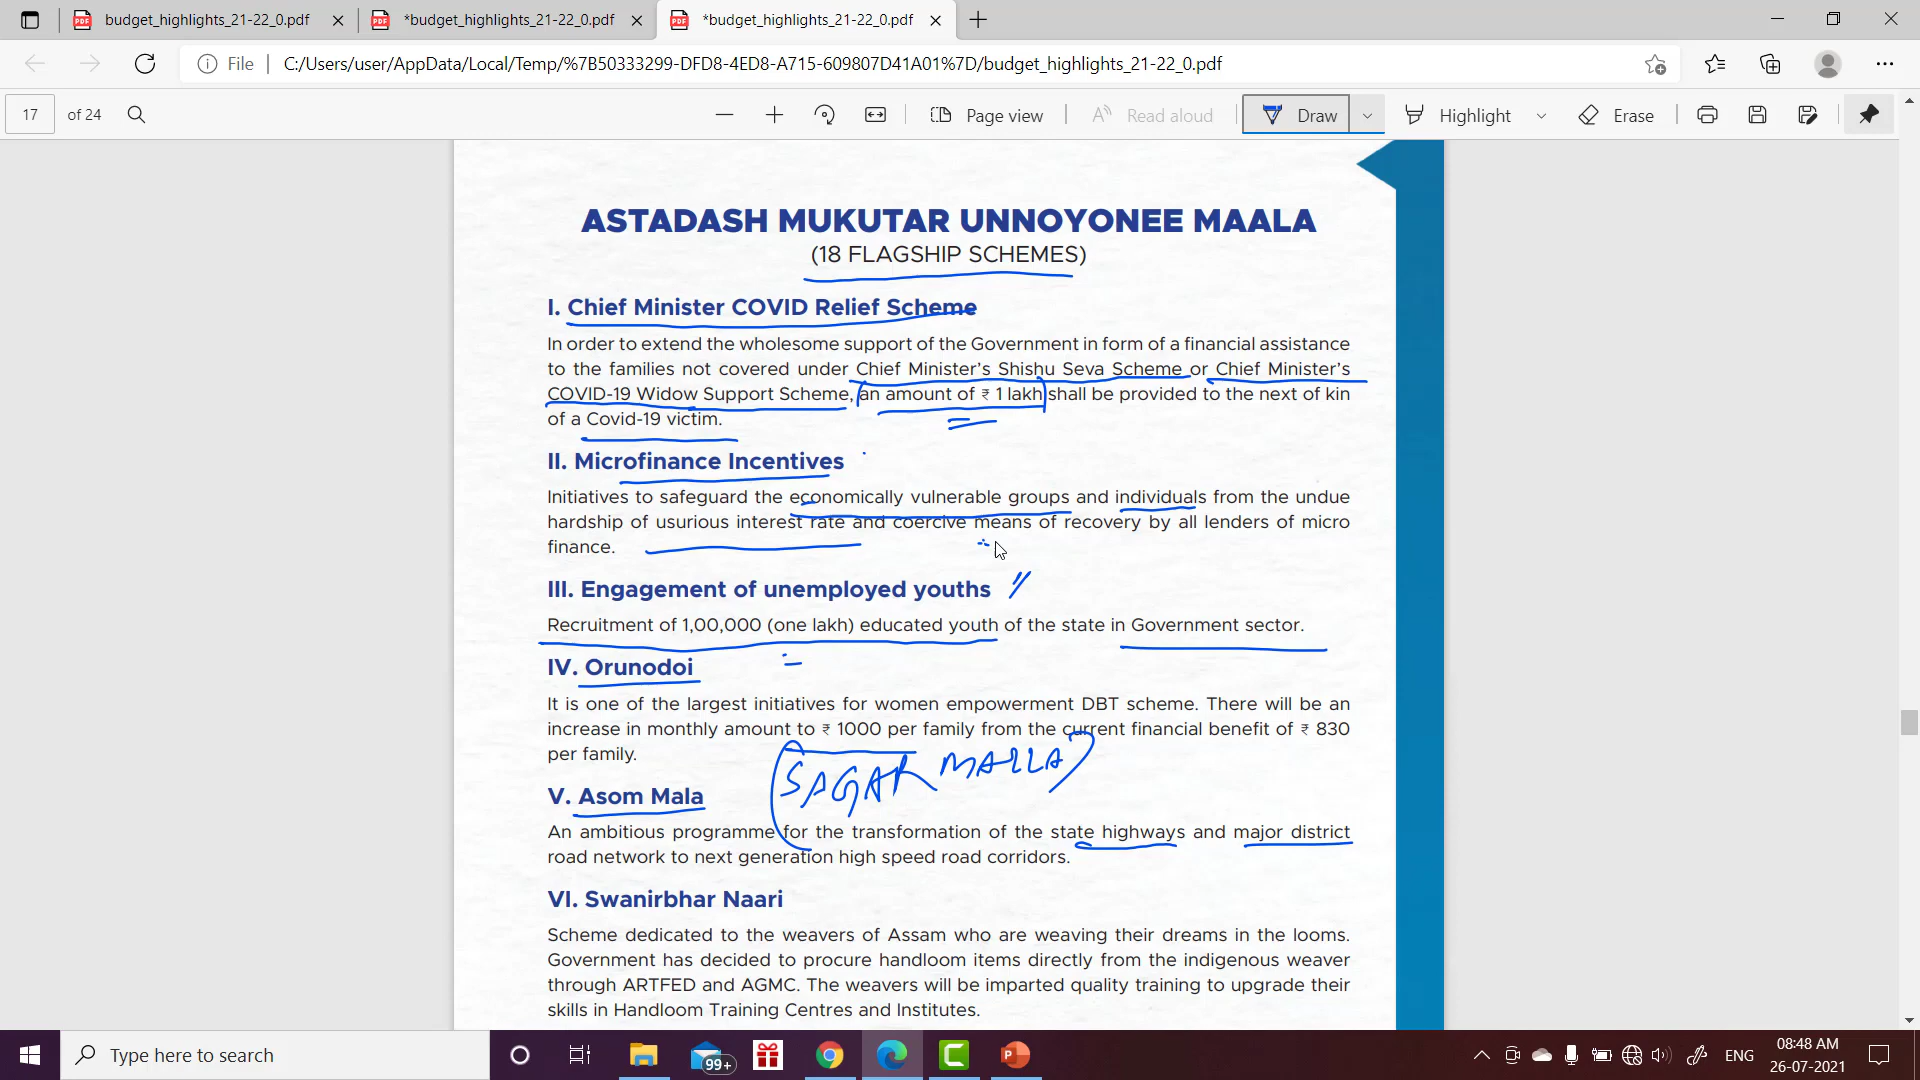 budget_highlights_21-22_0.pdf
*budget_highlights_21-22_0.pdf
*budget_highlights_21-22_0.pdf
File
C:/Users/user/AppData/Local/Temp/%7B50333299-DFD8-4ED8-A715-609807D41A01%7D/budget_highlights_21-22_0.pdf
17 of 24
Page view
Read aloud
Draw
Highlight
Erase
ASTADASH MUKUTAR UNNOYONEE MAALA
(18 FLAGSHIP SCHEMES)
I. Chief Minister COVID Relief Scheme
In order to extend the wholesome support of the Government in form of a financial assistance
to the families not covered under Chief Minister's Shishu Seva Scheme or Chief Minister's
COVID-19 Widow Support Scheme, an amount of ₹ 1 lakh shall be provided to the next of kin
of a Covid-19 victim.
II. Microfinance Incentives
Initiatives to safeguard the economically vulnerable groups and individuals from the undue
hardship of usurious interest rate and coercive means of recovery by all lenders of micro
finance.
III. Engagement of unemployed youths
Recruitment of 1,00,000 (one lakh) educated youth of the state in Government sector.
IV. Orunodoi
It is one of the largest initiatives for women empowerment DBT scheme. There will be an
increase in monthly amount to ₹ 1000 per family from the current financial benefit of ₹ 830
per family.
SAGAR MALLA
V. Asom Mala
An ambitious programme for the transformation of the state highways and major district
road network to next generation high speed road corridors.
VI. Swanirbhar Naari
Scheme dedicated to the weavers of Assam who are weaving their dreams in the looms.
Government has decided to procure handloom items directly from the indigenous weaver
through ARTFED and AGMC. The weavers will be imparted quality training to upgrade their
skills in Handloom Training Centres and Institutes.
Type here to search
99+
ENG
08:48 AM
26-07-2021